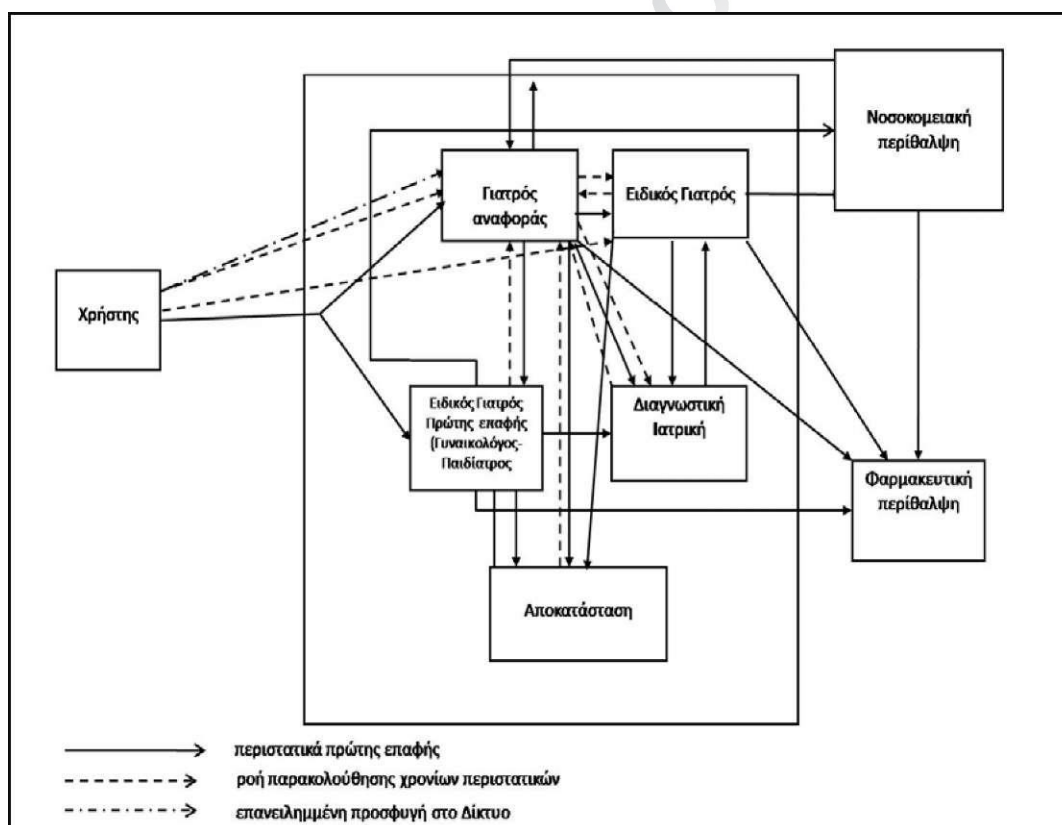 Νοσοκομειακή
περίθαλψη
Γιατρός
αναφοράς
Ειδικός Γιατρός
Χρήστης
Ειδικός Γιατρός
Πρώτης επαφής
(Γυναικολόγος-
Παιδίατρος
Διαγνωστική
Ιατρική
Φαρμακευτική
περίθαλψη
Αποκατάσταση
περιστατικά πρώτης επαφής
ροή παρακολούθησης χρονίων περιστατικών
επανειλημμένη προσφυγή στο Δίκτυο